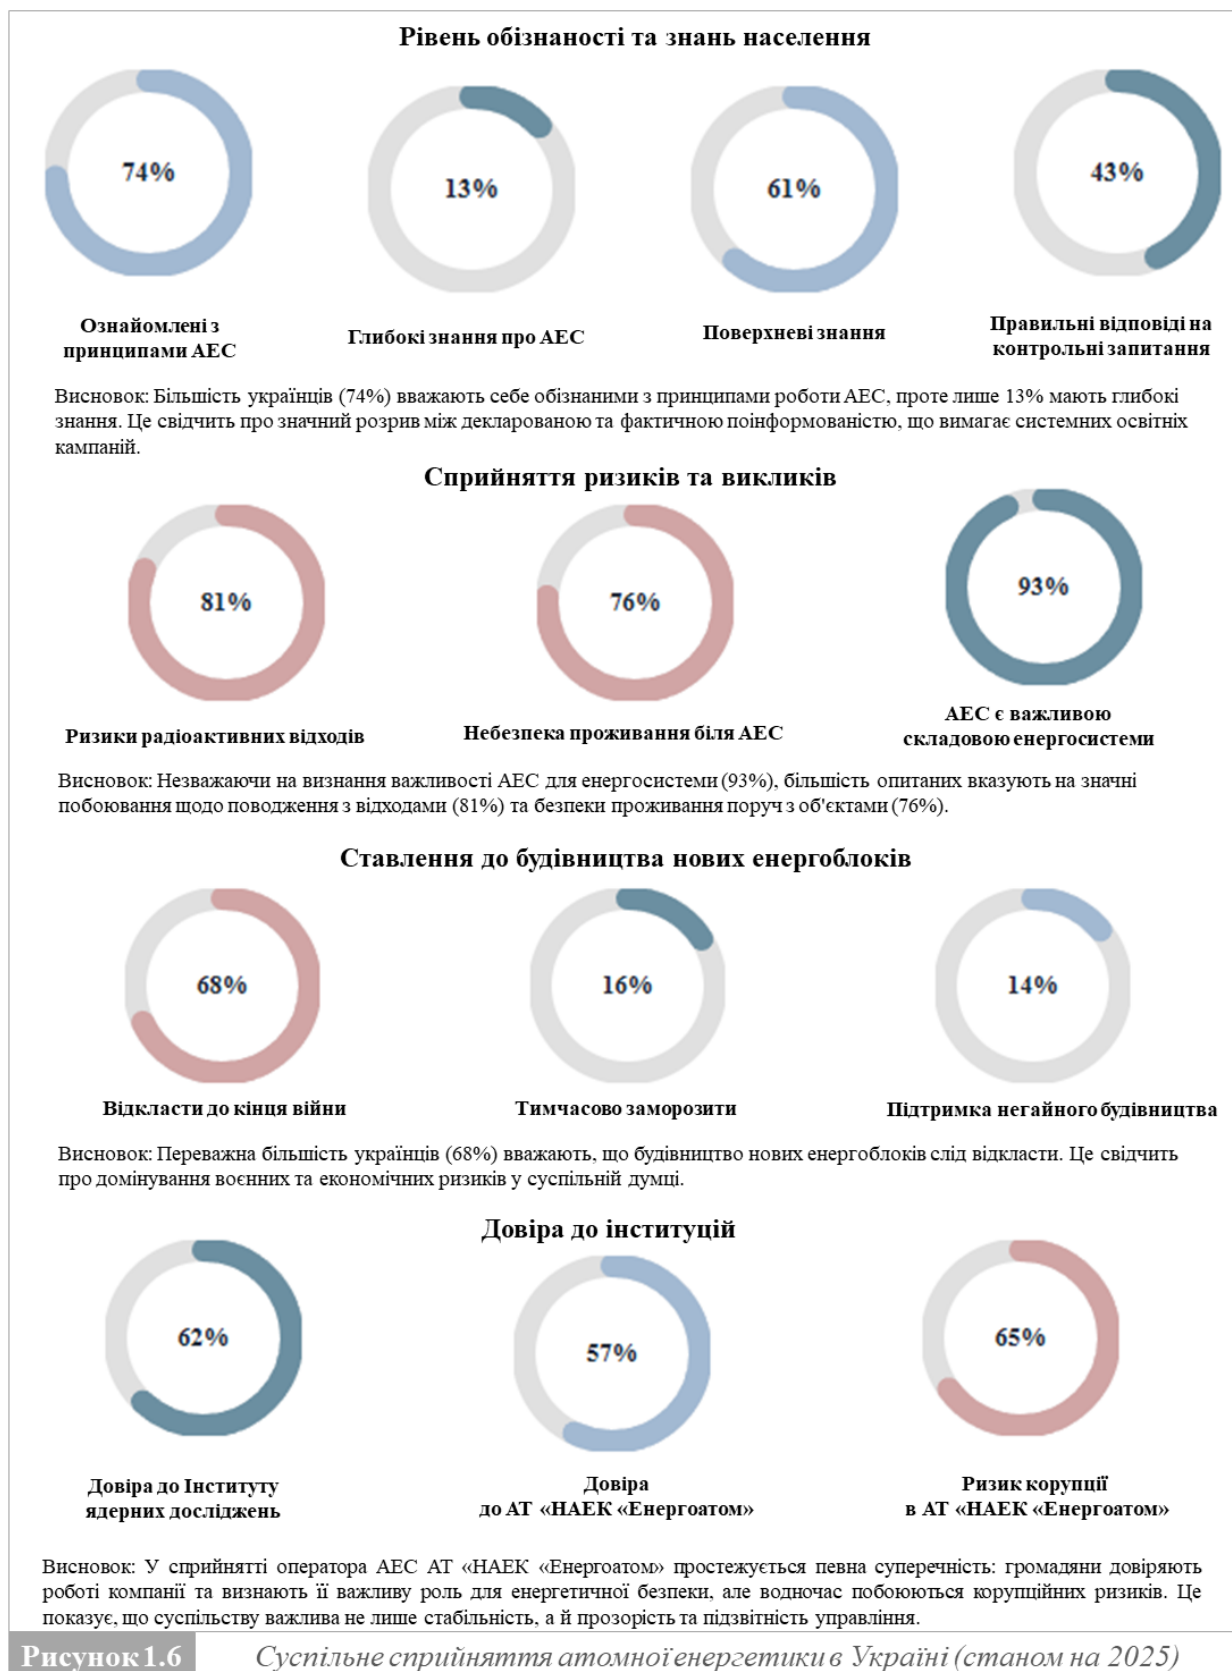 Рівень обізнаності та знань населення
74%
13%
61%
43%
Ознайомлені з
принципами АЕС
Глибокі знання про АЕС
Поверхневі знання
Правильні відповіді на
контрольні запитання
Висновок: Більшість українців (74%) вважають себе обізнаними з принципами роботи АЕС, проте лише 13% мають глибокі
знання. Це свідчить про значний розрив між декларованою та фактичною поінформованістю, що вимагає системних освітніх
кампаній.
Сприйняття ризиків та викликів
81%
76%
93%
Ризики радіоактивних відходів
Небезпека проживання біля АЕС
АЕС є важливою
складовою енергосистеми
Висновок: Незважаючи на визнання важливості АЕС для енергосистеми (93%), більшість опитаних вказують на значні
побоювання щодо поводження з відходами (81%) та безпеки проживання поруч з об'єктами (76%).
Ставлення до будівництва нових енергоблоків
68%
16%
14%
Відкласти до кінця війни
Тимчасово заморозити
Підтримка негайного будівництва
Висновок: Переважна більшість українців (68%) вважають, що будівництво нових енергоблоків слід відкласти. Це свідчить
про домінування воєнних та економічних ризиків у суспільній думці.
Довіра до інституцій
62%
57%
65%
Довіра до Інституту
ядерних досліджень
Довіра
до АТ «НАЕК «Енергоатом»
Ризик корупції
в АТ «НАЕК «Енергоатом»
Висновок: У сприйнятті оператора АЕС АТ «НАЕК «Енергоатом» простежується певна суперечність: громадяни довіряють
роботі компанії та визнають її важливу роль для енергетичної безпеки, але водночас побоюються корупційних ризиків. Це
показує, що суспільству важлива не лише стабільність, а й прозорість та підзвітність управління.
Рисунок 1.6 Суспільне сприйняття атомної енергетики в Україні (станом на 2025)